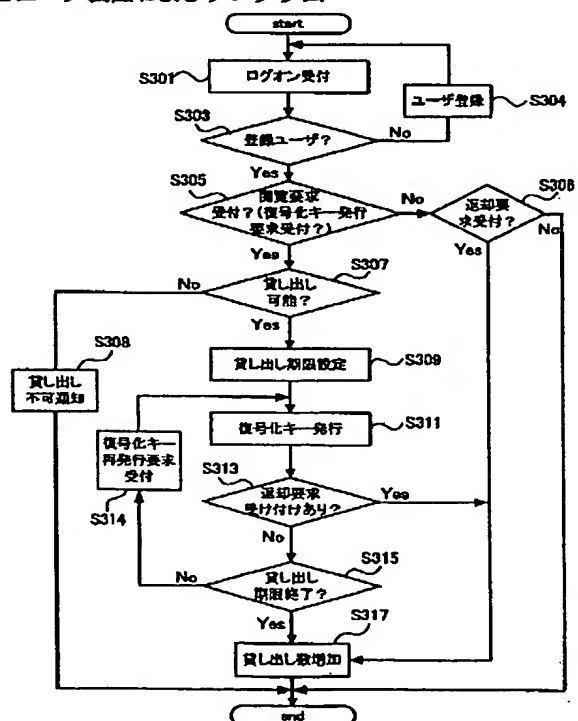 start
S301
ログオン受付
ユーザ登録
S304
S303
登録ユーザ?
No
Yes
S305
閲覧要求
受付?(復号化キー発行
要求受付?)
No
S306
返却要
求受付?
No
Yes
Yes
S307
No
貸し出し
可能?
Yes
S308
貸し出し
不可通知
貸し出し期限設定
S309
復号化キー発行
S311
復号化キー
再発行要求
受付
S314
S313
返却要求
受け付けあり?
Yes
No
S315
No
貸し出し
期限終了?
Yes
S317
貸し出し数増加
end